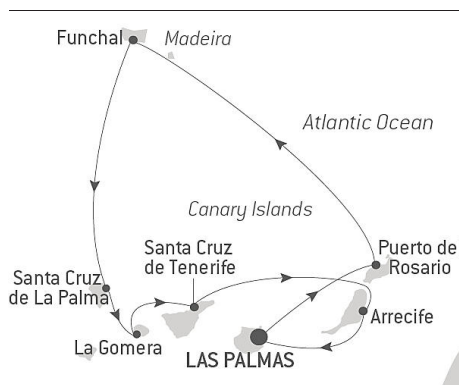 Funchal
Madeira
Atlantic Ocean
Canary Islands
Santa Cruz
de Tenerife
Puerto de
Rosario
Santa Cruz
de La Palma
Arrecife
La Gomera
LAS PALMAS